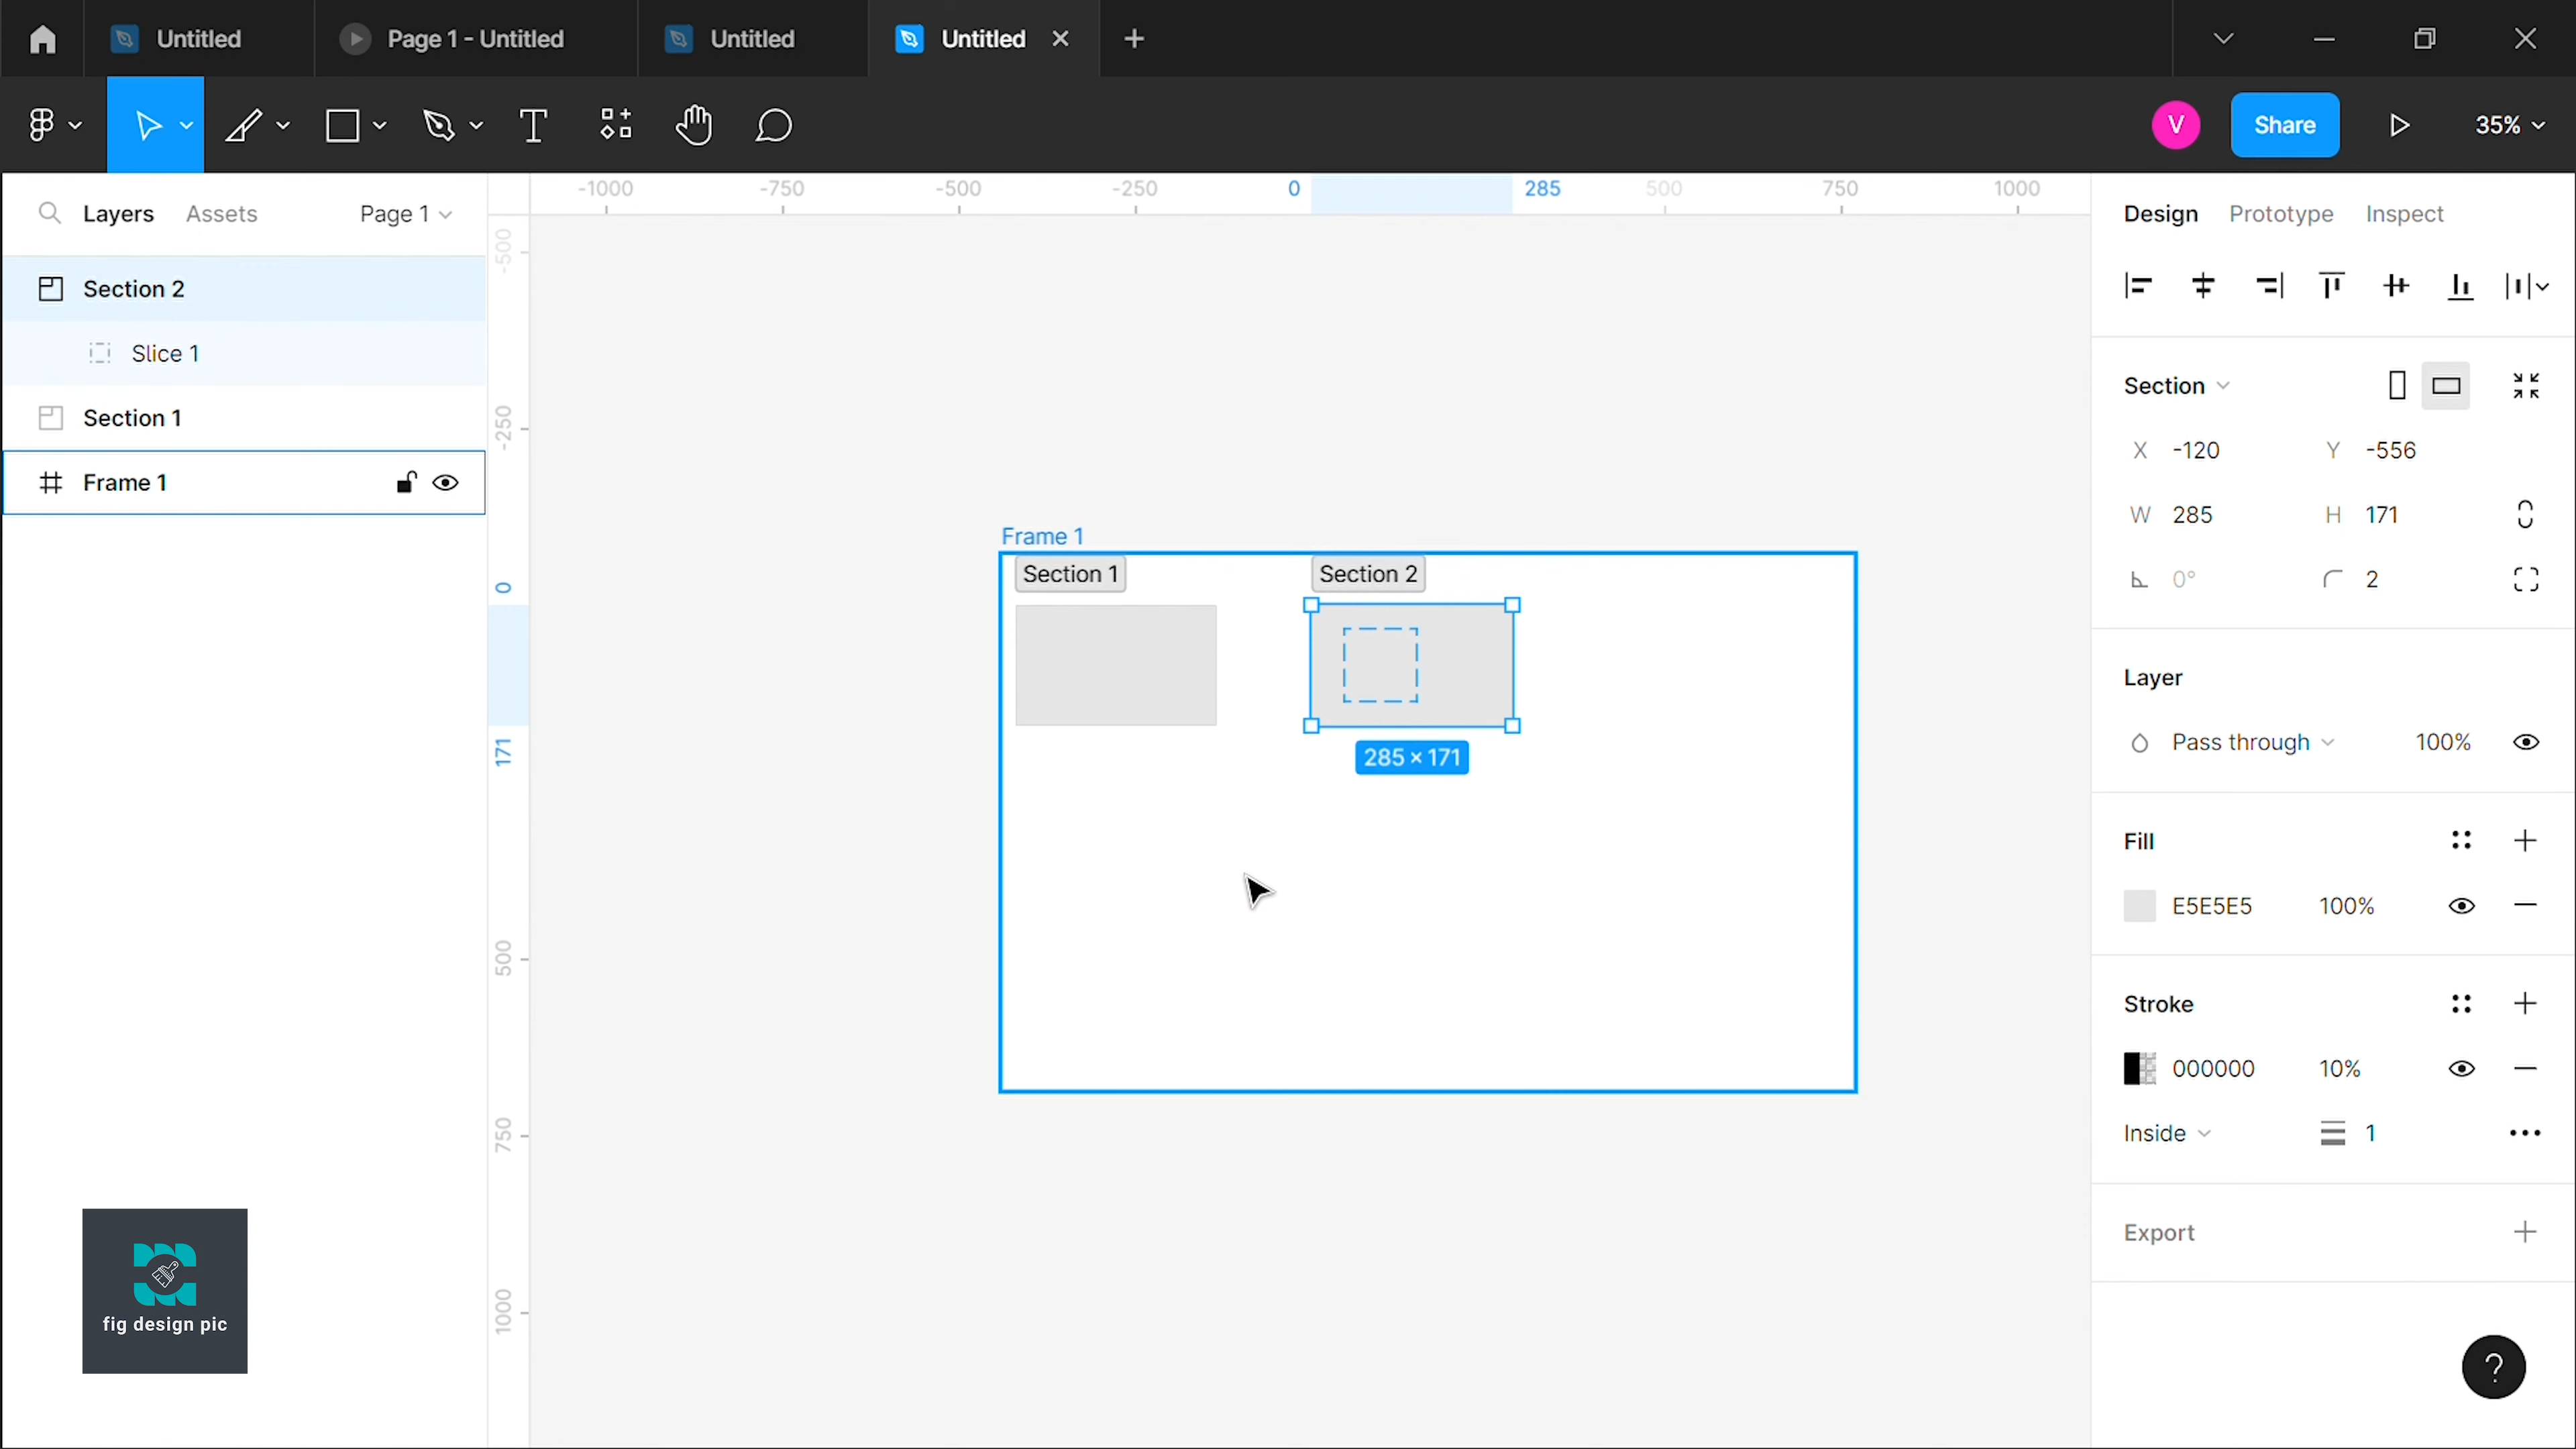 Untitled
Page 1 - Untitled
Untitled
Untitled
V
Share
35%
Layers
Assets
Page 1
Section 2
Slice 1
Section 1
Frame 1
-1000
-750
-500
-250
0
285
500
750
1000
-500
-250
0
171
500
750
1000
Frame 1
Section 1
Section 2
285 × 171
Design
Prototype
Inspect
Section
X -120
Y -556
W 285
H 171
0°
2
Layer
Pass through
100%
Fill
E5E5E5
100%
Stroke
000000
10%
Inside
1
Export
?
fig design pic